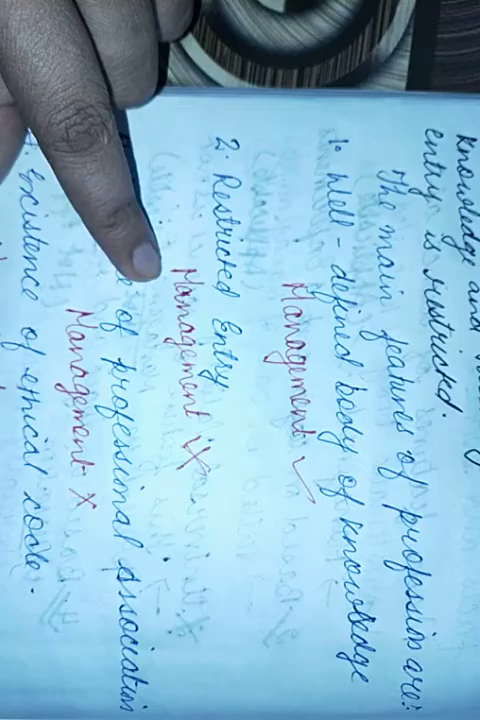 knowledge and
entry is restricted.
The main features of profession are:
1. Well-defined body of knowledge
Management ✓
2. Restricted Entry
Management X
e of professional Association
Management X
Existence of ethical code.